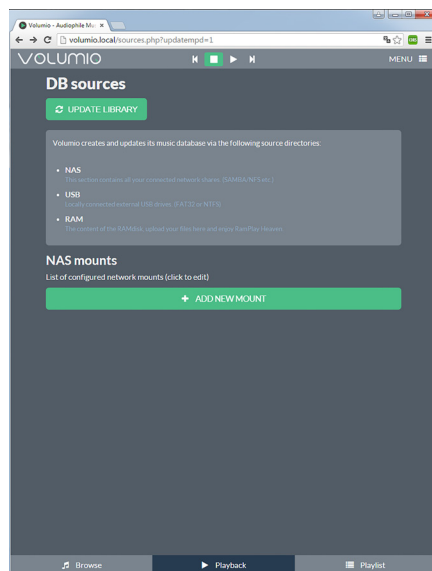 Volumio - Audiophile Mu
volumio.local/sources.php?updatempd=1
VOLUMIO
MENU
DB sources
UPDATE LIBRARY
Volumio creates and updates its music database via the following source directories:
NAS
This section contains all your connected network shares (SAMBA/NFS etc.)
USB
Locally connected external USB drives (FAT32 or NTFS)
RAM
The content of the RAMdisk, upload your files here and enjoy RamPlay Heaven
NAS mounts
List of configured network mounts (click to edit)
+ ADD NEW MOUNT
Browse
Playback
Playlist